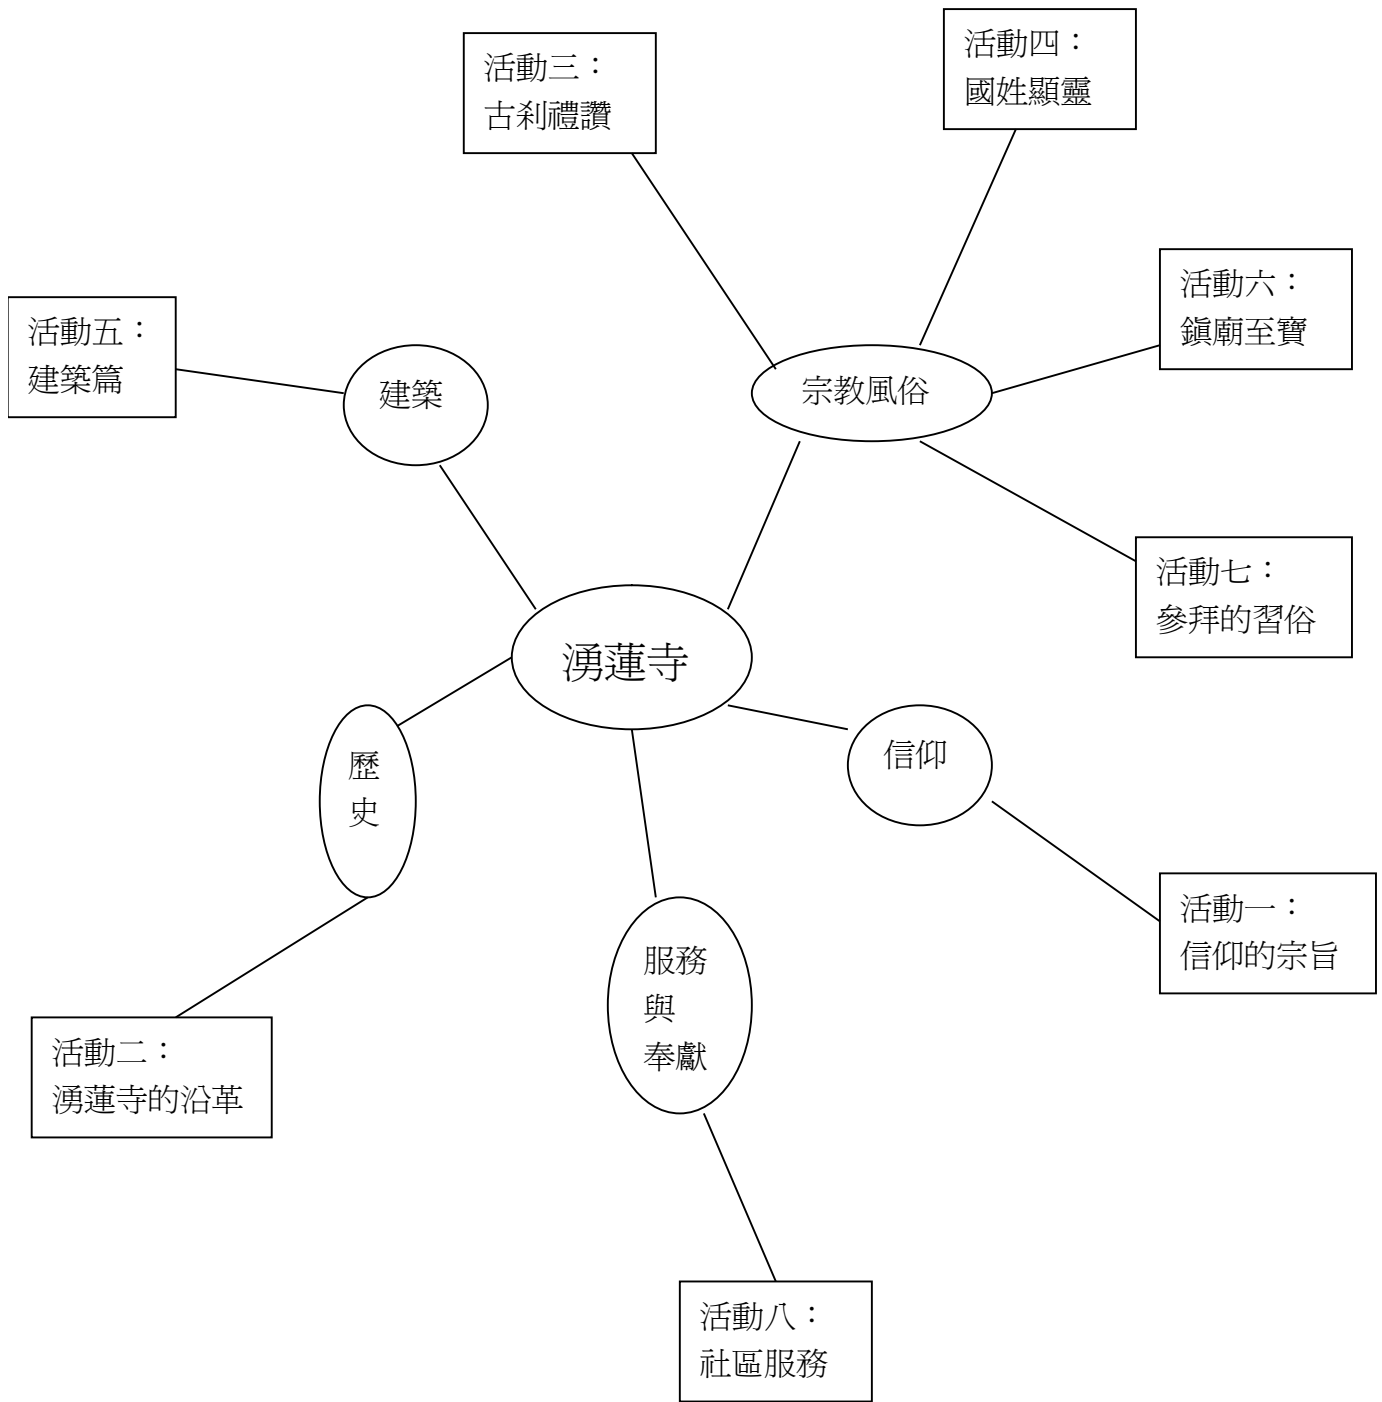 活動四：
國姓顯靈
活動三：
古刹禮讚
活動六：
鎮廟至寶
活動五：
建築篇
建築
宗教風俗
活動七：
參拜的習俗
湧蓮寺
信仰
歷
史
活動一：
信仰的宗旨
服務
與
奉獻
活動二：
湧蓮寺的沿革
活動八：
社區服務